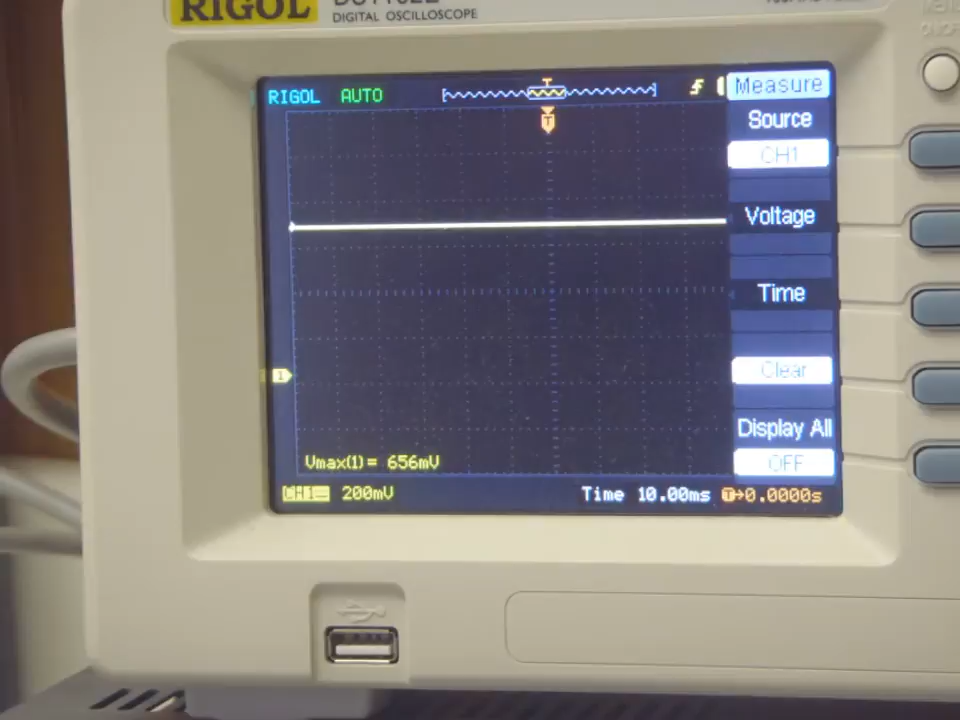 RIGOL
DIGITAL OSCILLOSCOPE
RIGOL AUTO
T
T
Measure
Source
CH1
Voltage
Time
Clear
Display All
OFF
1
Vmax(1)= 656mV
CH1 200mV
Time 10.00ms T→0.0000s